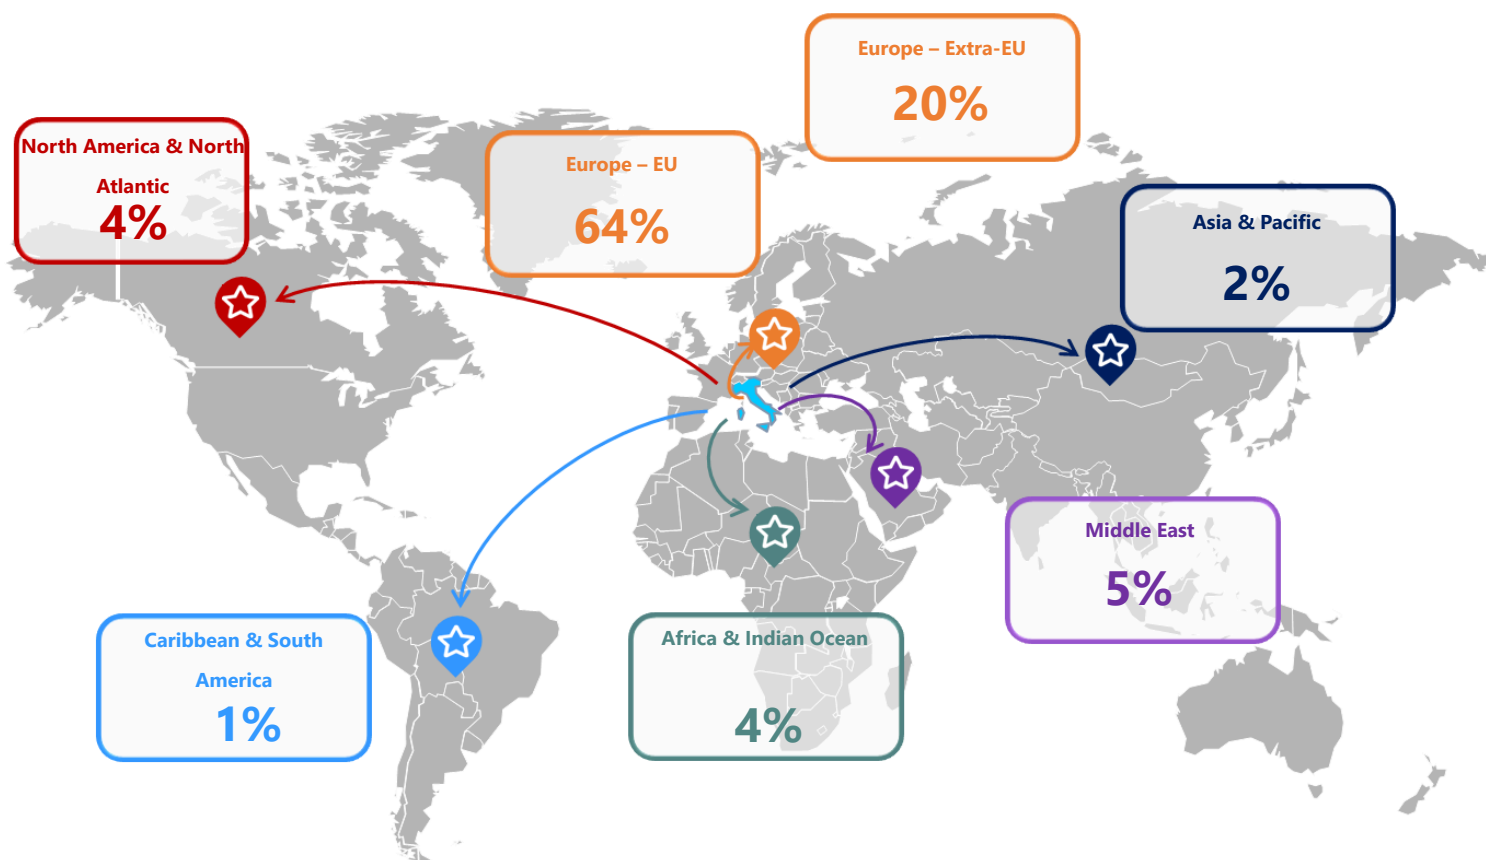 Europe – Extra-EU
20%
North America & North
Atlantic
4%
Europe – EU
64%
Asia & Pacific
2%
Middle East
5%
Caribbean & South
America
1%
Africa & Indian Ocean
4%